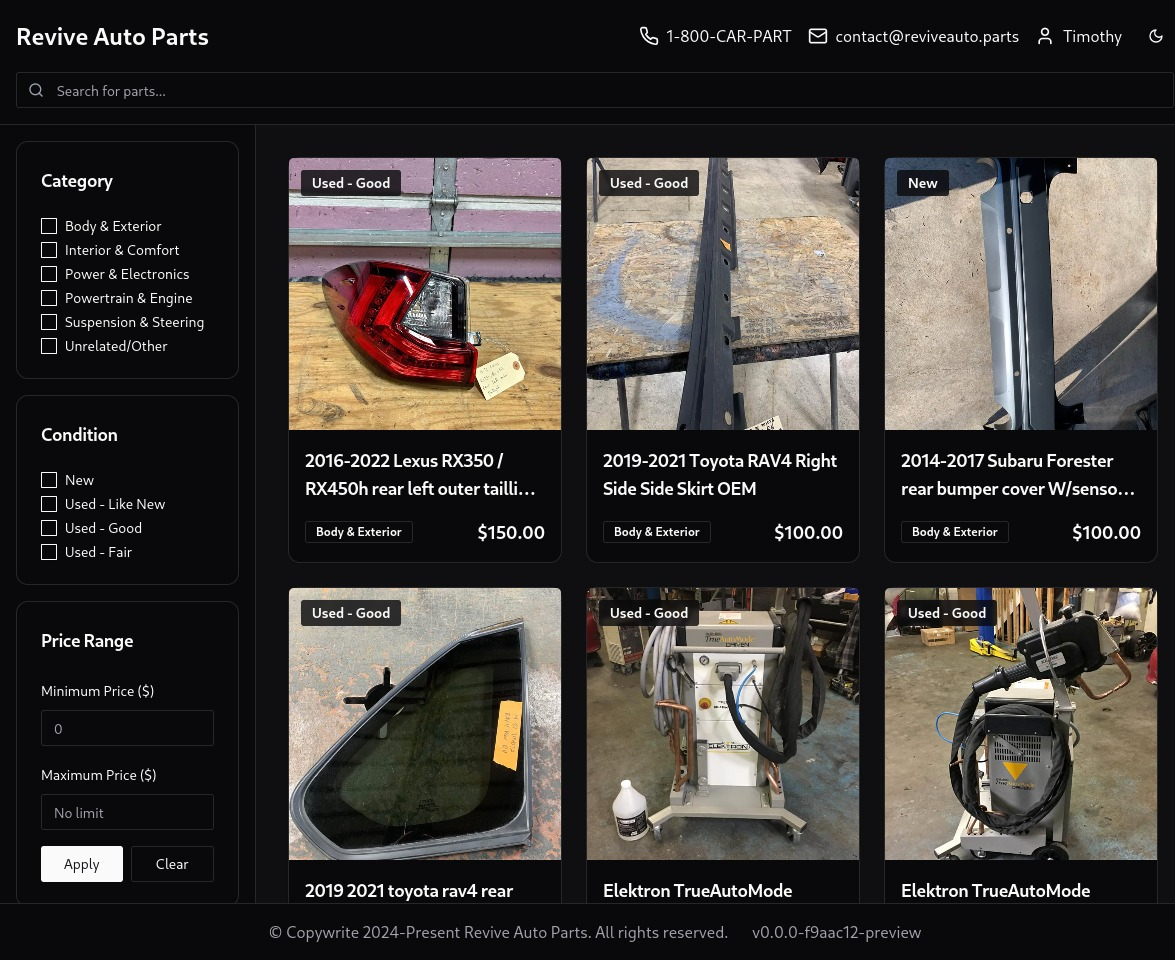 Revive Auto Parts
1-800-CAR-PART
contact@reviveauto.parts
Timothy
Search for parts...
Category
Body & Exterior
Interior & Comfort
Power & Electronics
Powertrain & Engine
Suspension & Steering
Unrelated/Other
Condition
New
Used - Like New
Used - Good
Used - Fair
Price Range
Minimum Price ($)
0
Maximum Price ($)
No limit
Apply
Clear
Used - Good
2016-2022 Lexus RX350 /
RX450h rear left outer tailli...
Body & Exterior
$150.00
Used - Good
2019-2021 Toyota RAV4 Right
Side Side Skirt OEM
Body & Exterior
$100.00
New
2014-2017 Subaru Forester
rear bumper cover W/senso...
Body & Exterior
$100.00
Used - Good
2019 2021 toyota rav4 rear
Used - Good
TrueAutoMode
ELEKTRON
Elektron TrueAutoMode
Used - Good
Elektron TrueAutoMode
© Copywrite 2024-Present Revive Auto Parts. All rights reserved.
v0.0.0-f9aac12-preview